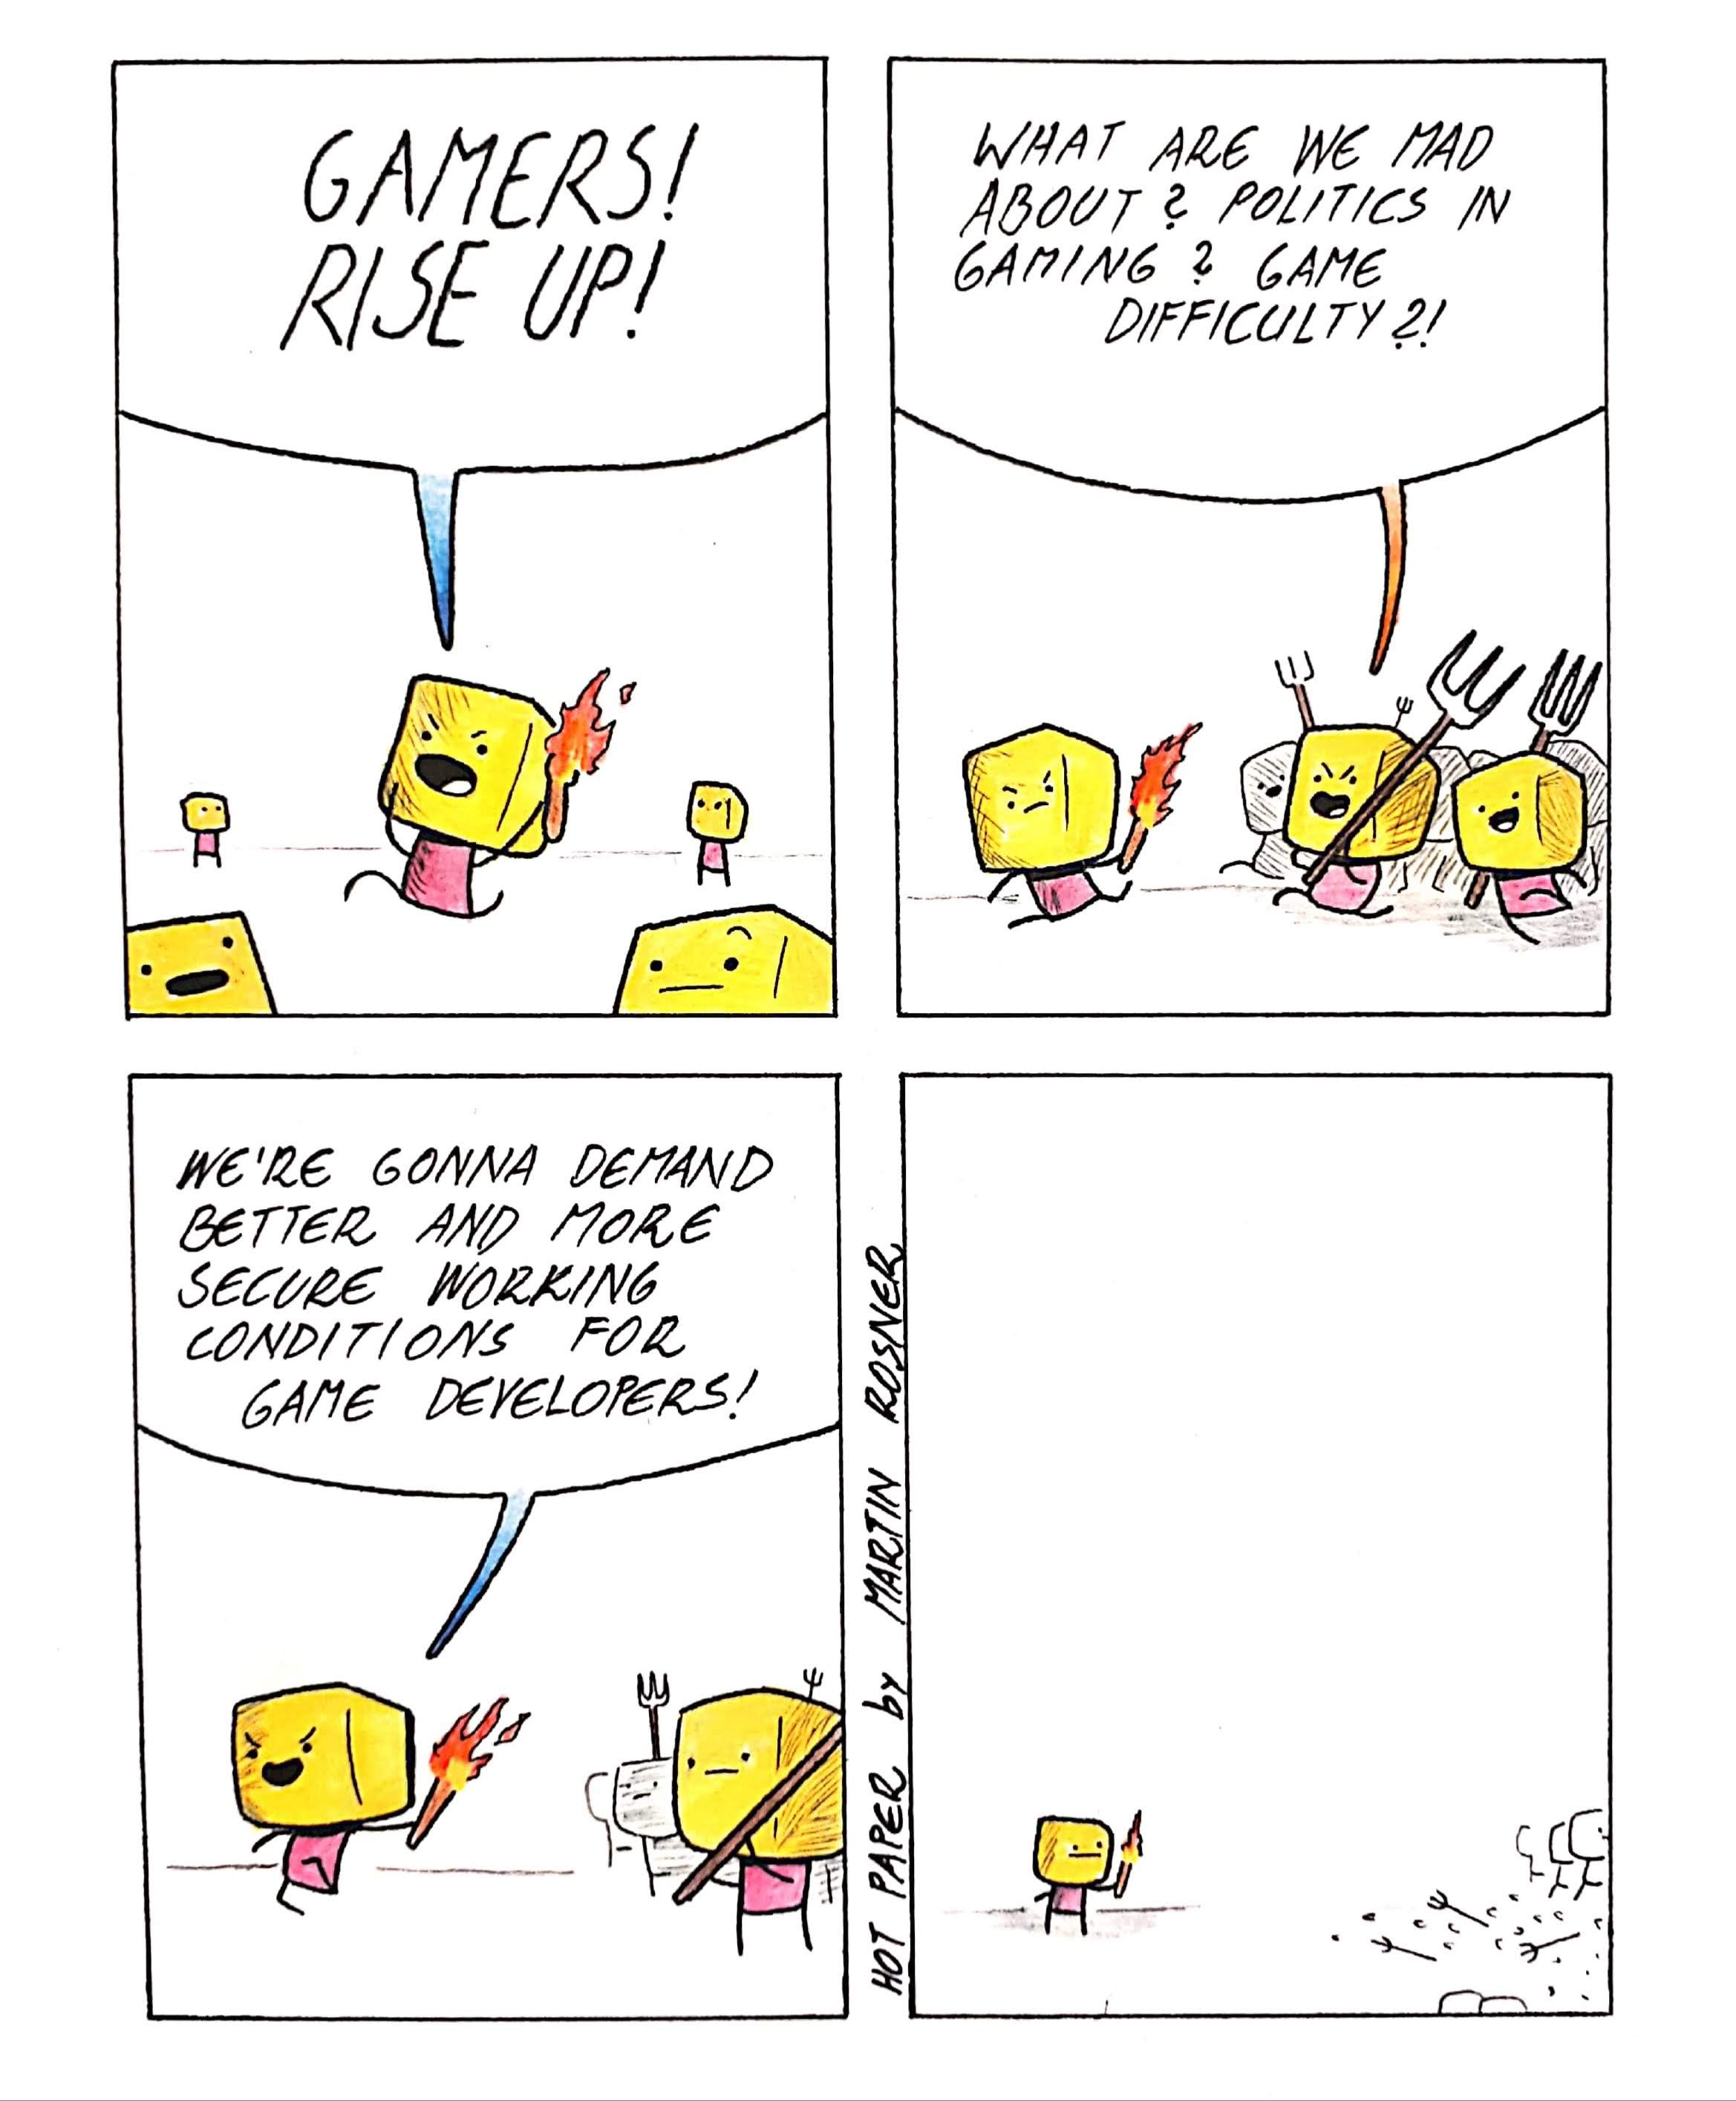 GAMERS!
RISE UP!
WHAT ARE WE MAD
ABOUT? POLITICS IN
GAMING? GAME
DIFFICULTY?!
WE'RE GONNA DEMAND
BETTER AND MORE
SECURE WORKING
CONDITIONS FOR
GAME DEVELOPERS!
HOT PAPER by MARTIN ROSNER